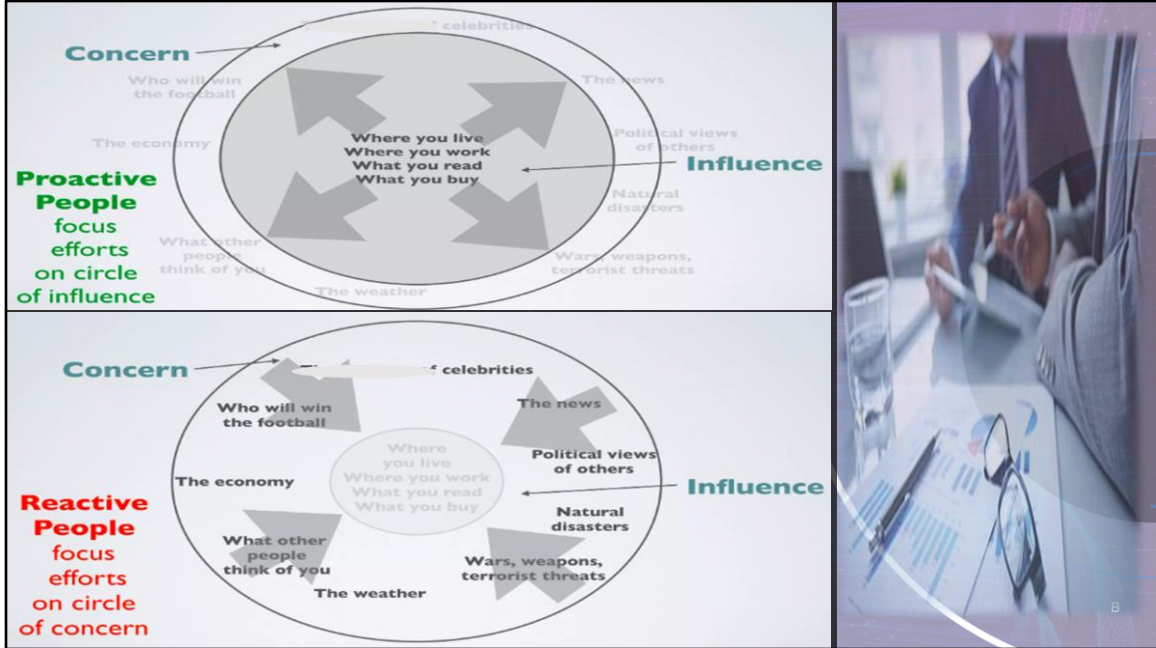 celebrities
Concern
Who will win
the football
The news
The economy
Political views
of others
Where you live
Where you work
What you read
What you buy
Influence
Proactive
People
focus
efforts
on circle
of influence
Natural
disasters
What other
people
think of you
Wars, weapons,
terrorist threats
The weather
Concern
of celebrities
Who will win
the football
The news
Where
you live
Where you work
What you read
What you buy
Political views
of others
The economy
Influence
Reactive
People
focus
efforts
on circle
of concern
Natural
disasters
What other
people
think of you
Wars, weapons,
terrorist threats
The weather
8